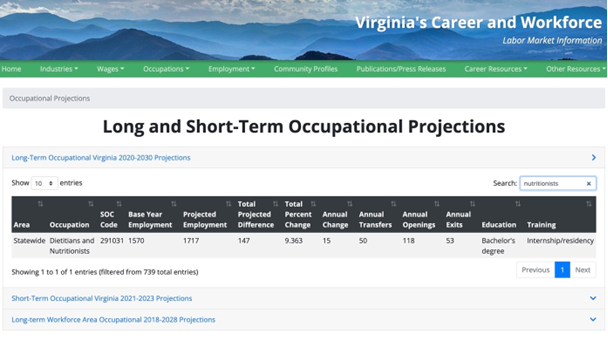 Virginia's Career and Workforce
Labor Market Information
Home Industries Wages Occupations Employment Community Profiles Publications/Press Releases Career Resources Other Resources
Occupational Projections
Long and Short-Term Occupational Projections
Long-Term Occupational Virginia 2020-2030 Projections
Show 10 entries Search: nutritionists
Total Total
SOC Base Year Projected Projected Percent Annual Annual Annual Annual
Area Occupation Code Employment Employment Difference Change Change Transfers Openings Exits Education Training
Statewide Dietitians and 291031 1570 1717 147 9.363 15 50 118 53 Bachelor's Internship/residency
Nutritionists degree
Showing 1 to 1 of 1 entries (filtered from 739 total entries) Previous 1 Next
Short-Term Occupational Virginia 2021-2023 Projections
Long-term Workforce Area Occupational 2018-2028 Projections